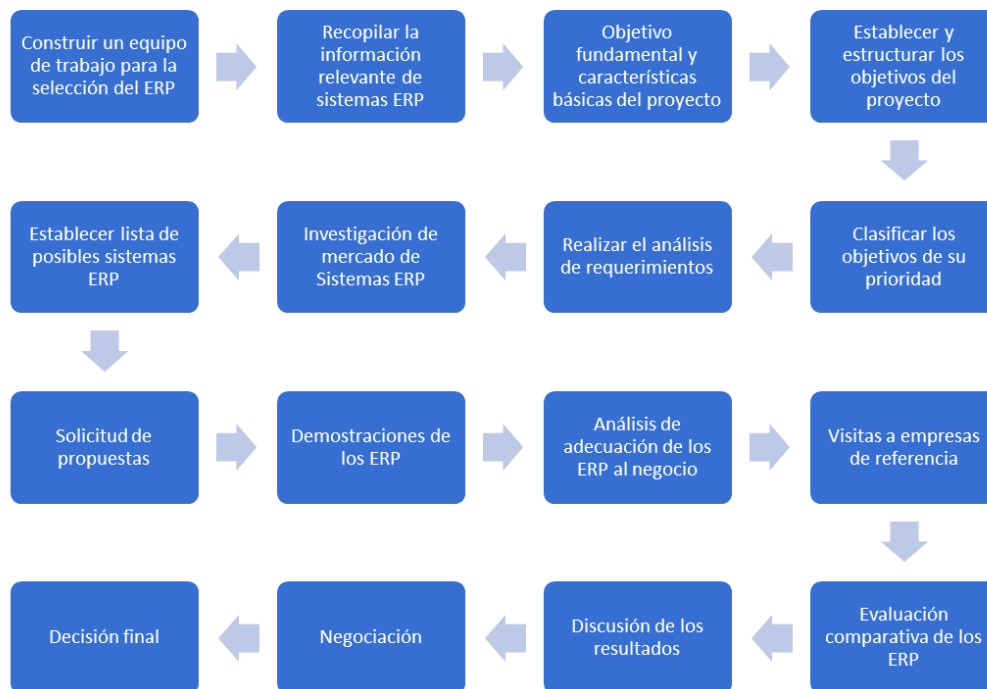 Construir un equipo
de trabajo para la
selección del ERP
Recopilar la
información
relevante de
sistemas ERP
Objetivo
fundamental y
características
básicas del proyecto
Establecer y
estructurar los
objetivos del
proyecto
Clasificar los
objetivos de su
prioridad
Realizar el análisis
de requerimientos
Investigación de
mercado de
Sistemas ERP
Establecer lista de
posibles sistemas
ERP
Solicitud de
propuestas
Demostraciones de
los ERP
Análisis de
adecuación de los
ERP al negocio
Visitas a empresas
de referencia
Evaluación
comparativa de los
ERP
Discusión de los
resultados
Negociación
Decisión final